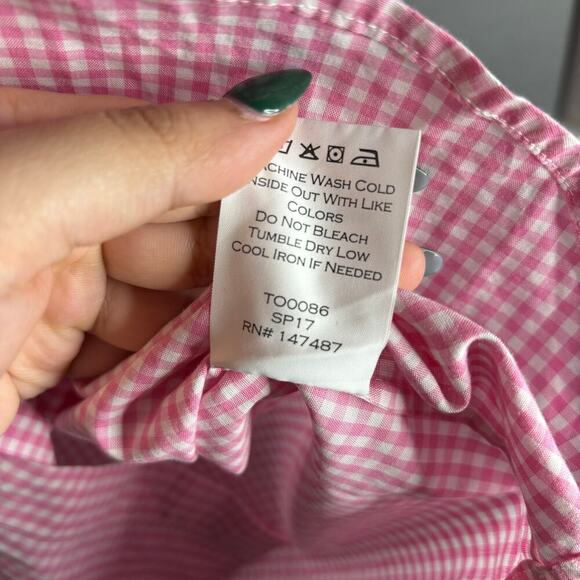 Wash Cold
Inside Out With Like
Colors
Do Not Bleach
Tumble Dry Low
Cool Iron If Needed
TO0086
SP17
RN# 147487